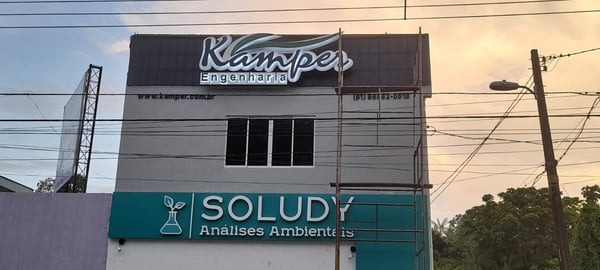 Kamper
Engenharia
www.kamper.com.br
SOLUDY
Análises Ambientais